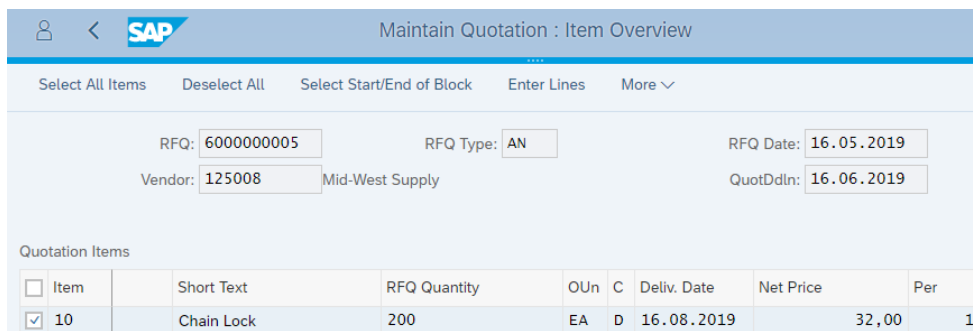 SAP Maintain Quotation : Item Overview
Select All Items Deselect All Select Start/End of Block Enter Lines More
RFQ: 6000000005 RFQ Type: AN RFQ Date: 16.05.2019
Vendor: 125008 Mid-West Supply QuotDdln: 16.06.2019
Quotation Items
Item Short Text RFQ Quantity OUn C Deliv. Date Net Price Per
10 Chain Lock 200 EA D 16.08.2019 32,00 1